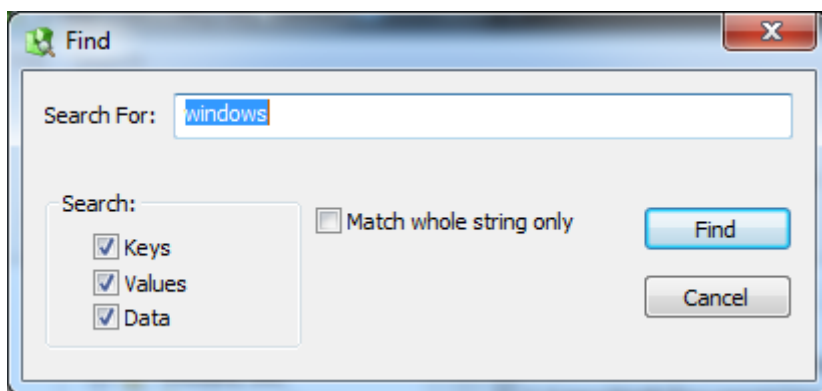 Find
Search For: windows
Search:
Match whole string only
Find
Keys
Values
Cancel
Data